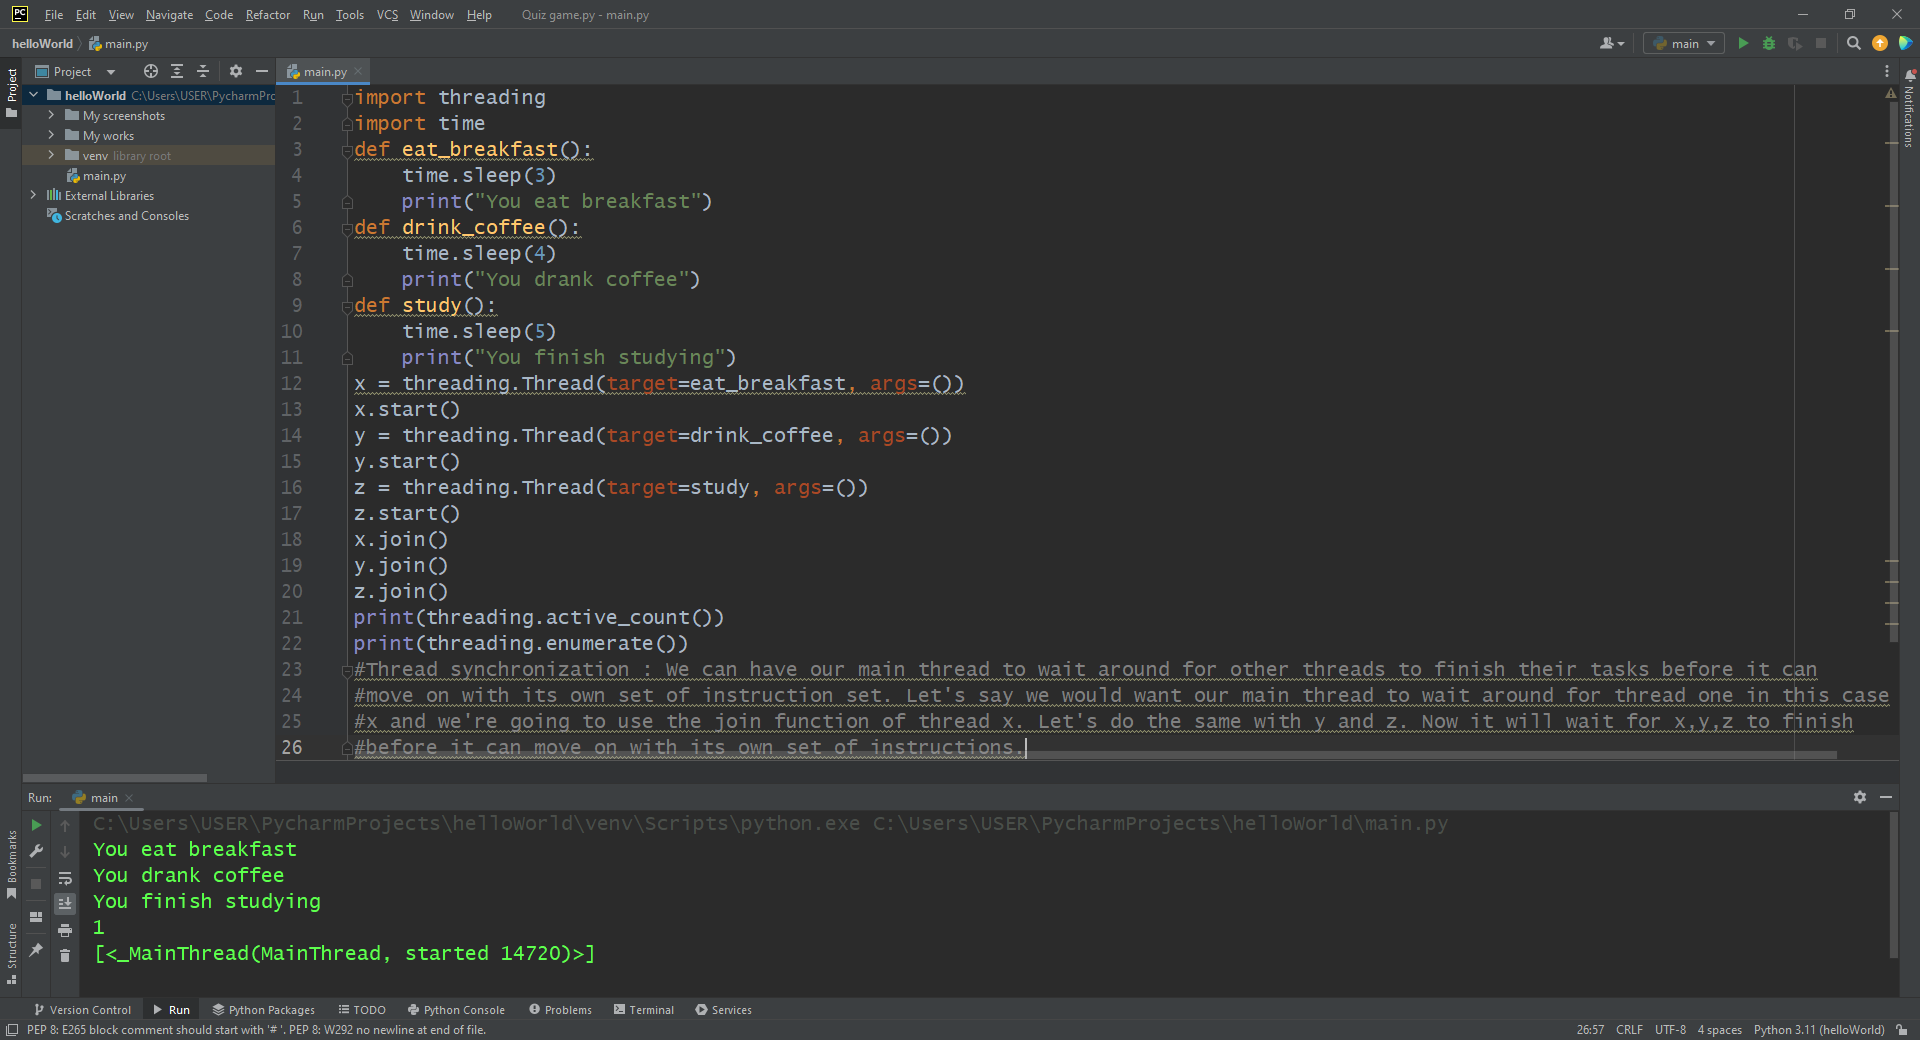 PC File Edit View Navigate Code Refactor Run Tools VCS Window Help Quiz game.py - main.py
helloWorld main.py main
Project main.py
Project
helloWorld C:\Users\USER\PycharmPrc
My screenshots
My works
venv library root
main.py
External Libraries
Scratches and Consoles
Notifications
1 import threading
2 import time
3 def eat_breakfast():
4 time.sleep(3)
5 print("You eat breakfast")
6 def drink_coffee():
7 time.sleep(4)
8 print("You drank coffee")
9 def study():
10 time.sleep(5)
11 print("You finish studying")
12 x = threading.Thread(target=eat_breakfast, args=())
13 x.start()
14 y = threading.Thread(target=drink_coffee, args=())
15 y.start()
16 z = threading.Thread(target=study, args=())
17 z.start()
18 x.join()
19 y.join()
20 z.join()
21 print(threading.active_count())
22 print(threading.enumerate())
23 #Thread synchronization : We can have our main thread to wait around for other threads to finish their tasks before it can
24 #move on with its own set of instruction set. Let's say we would want our main thread to wait around for thread one in this case
25 #x and we're going to use the join function of thread x. Let's do the same with y and z. Now it will wait for x,y,z to finish
26 #before it can move on with its own set of instructions.
Run: main
C:\Users\USER\PycharmProjects\helloWorld\venv\Scripts\python.exe C:\Users\USER\PycharmProjects\helloWorld\main.py
You eat breakfast
You drank coffee
You finish studying
1
[<_MainThread(MainThread, started 14720)>]
Bookmarks
Structure
Version Control Run Python Packages TODO Python Console Problems Terminal Services
PEP 8: E265 block comment should start with '# '. PEP 8: W292 no newline at end of file. 26:57 CRLF UTF-8 4 spaces Python 3.11 (helloWorld)